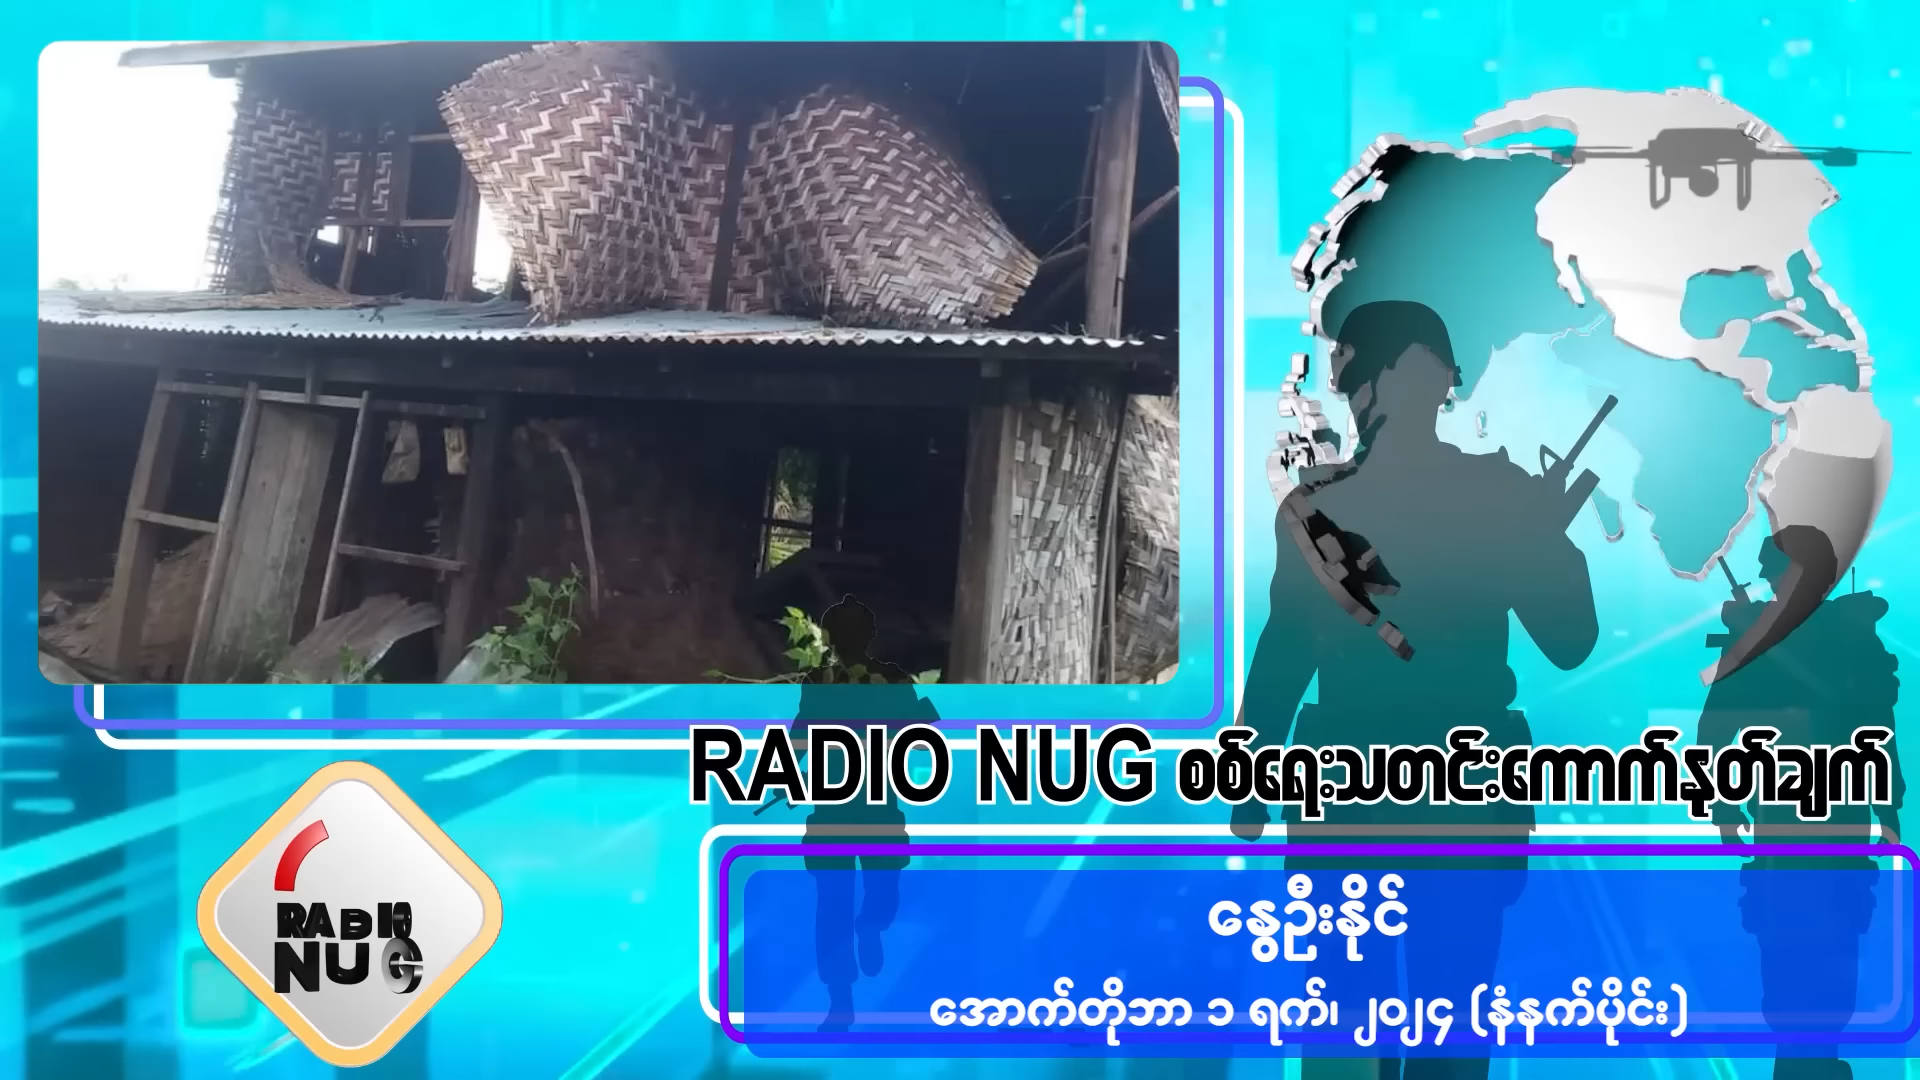 RADIO NUG စစ်ရေးသတင်းကောက်နုတ်ချက်
RADIO
NUG
နွေဦးနိုင်
အောက်တိုဘာ ၁ ရက်၊ ၂၀၂၄ (နံနက်ပိုင်း)